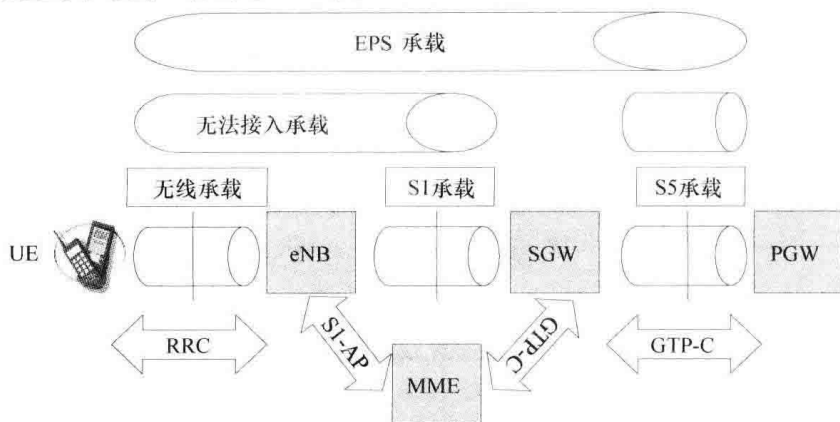 EPS 承载
无法接入承载
无线承载
S1承载
S5承载
UE
eNB
SGW
PGW
RRC
S1-AP
GTP-C
GTP-C
MME